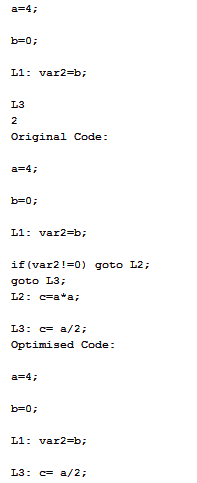 a=4;
b=0;
L1: var2=b;
L3
2
Original Code:
a=4;
b=0;
L1: var2=b;
if(var2!=0) goto L2;
goto L3;
L2: c=a*a;
L3: c= a/2;
Optimised Code:
a=4;
b=0;
L1: var2=b;
L3: c= a/2;